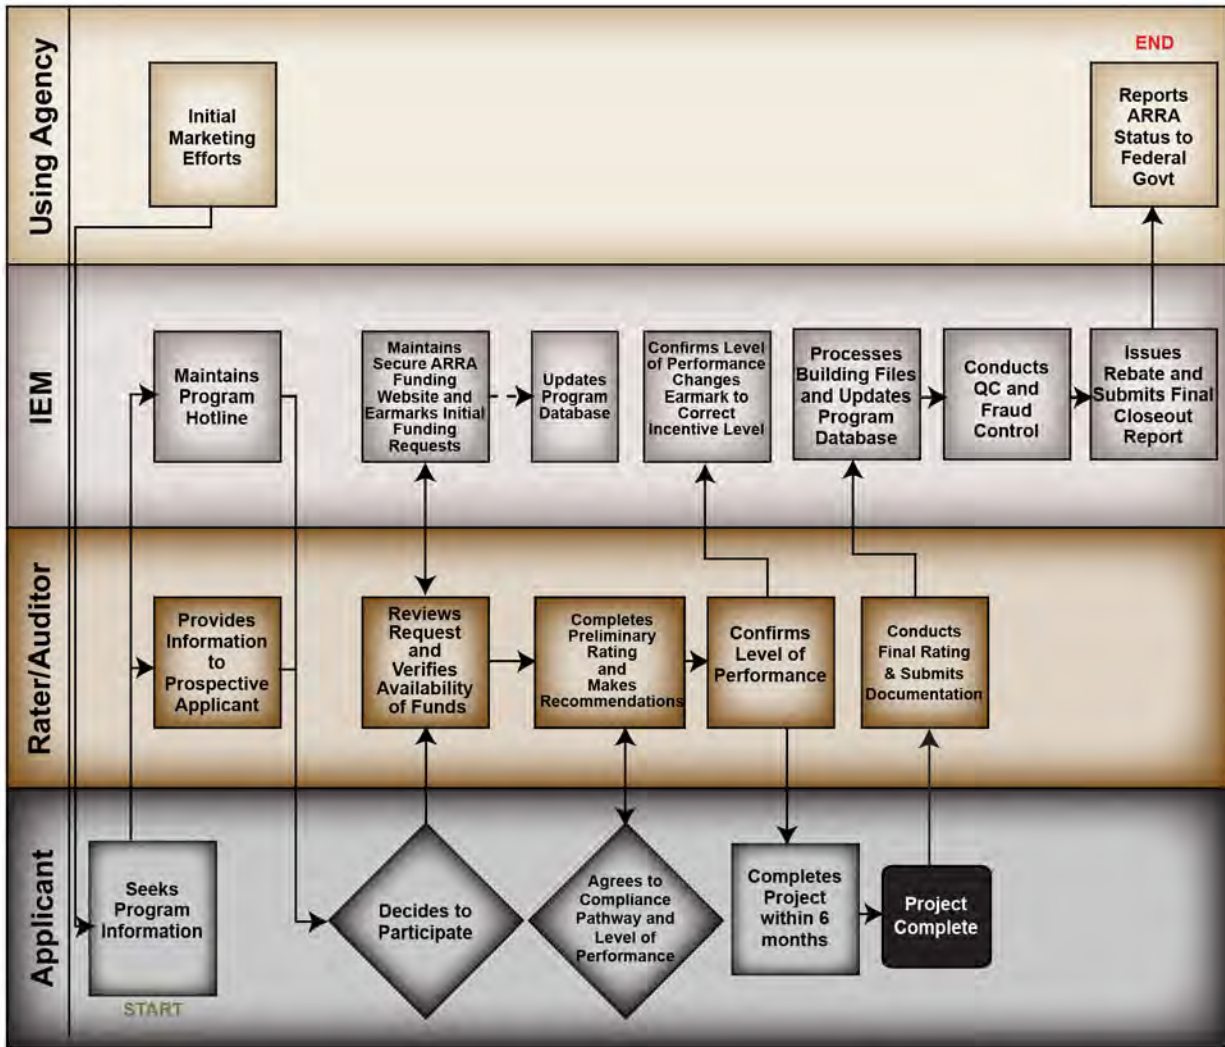 Using Agency
Initial
Marketing
Efforts
END
Reports
ARRA
Status to
Federal
Govt
IEM
Maintains
Program
Hotline
Maintains
Secure ARRA
Funding
Website and
Earmarks Initial
Funding
Requests
Updates
Program
Database
Confirms Level
of Performance
Changes
Earmark to
Correct
Incentive Level
Processes
Building Files
and Updates
Program
Database
Conducts
QC and
Fraud
Control
Issues
Rebate and
Submits Final
Closeout
Report
Rater/Auditor
Provides
Information
to
Prospective
Applicant
Reviews
Request and
Verifies
Availability
of Funds
Completes
Preliminary
Rating
and
Makes
Recommendations
Confirms
Level of
Performance
Conducts
Final Rating
& Submits
Documentation
Applicant
Seeks
Program
Information
START
Decides to
Participate
Agrees to
Compliance
Pathway and
Level of
Performance
Completes
Project
within 6
months
Project
Complete